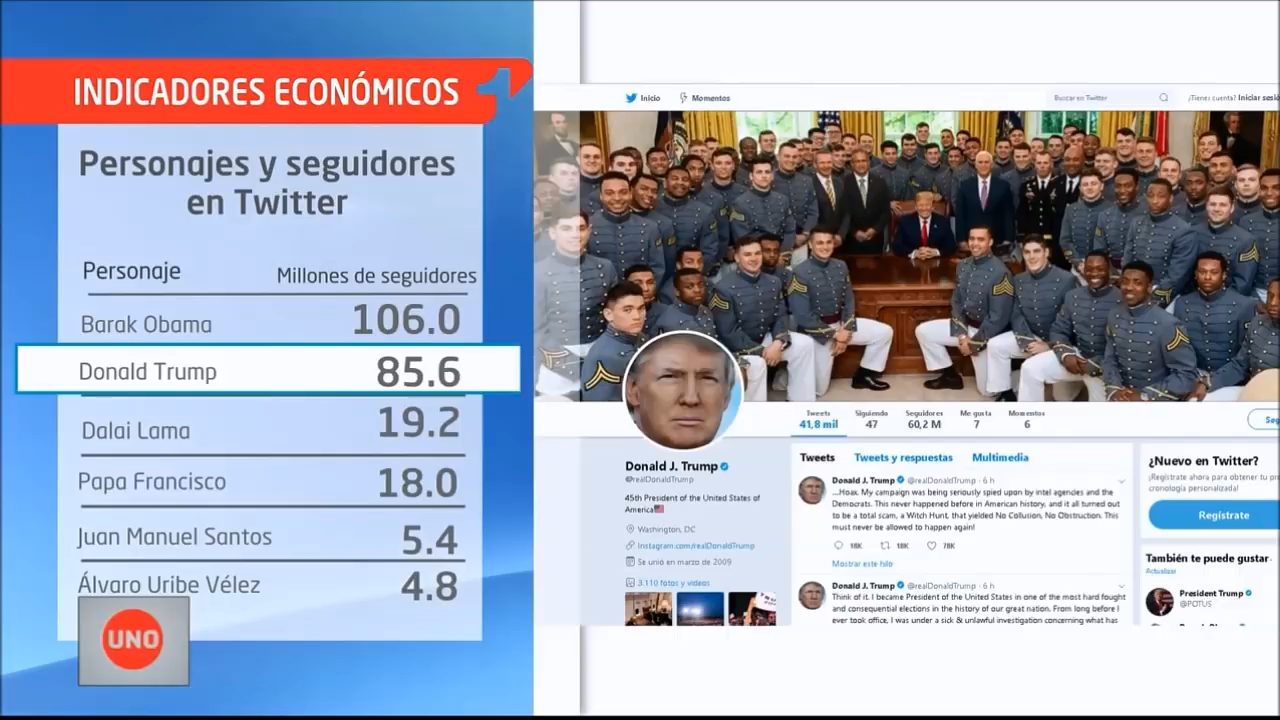 INDICADORES ECONÓMICOS
Personajes y seguidores
en Twitter
Personaje Millones de seguidores
Barak Obama 106.0
Donald Trump 85.6
Dalai Lama 19.2
Papa Francisco 18.0
Juan Manuel Santos 5.4
Álvaro Uribe Vélez 4.8
UNO
Inicio Momentos Buscar en Twitter ¿Tienes cuenta? Iniciar sesió
Tweets Siguiendo Seguidores Me gusta Momentos
41,8 mil 47 60,2 M 7 6
Seg
Donald J. Trump
@realDonaldTrump
45th President of the United States of
America
Washington, DC
Instagram.com/realDonaldTrump
Se unió en marzo de 2009
3.110 fotos y videos
Tweets Tweets y respuestas Multimedia
Donald J. Trump @realDonaldTrump · 6 h
...Hoax. My campaign was being seriously spied upon by intel agencies and the
Democrats. This never happened before in American history, and it all turned out
to be a total scam, a Witch Hunt, that yielded No Collusion, No Obstruction. This
must never be allowed to happen again!
18K 18K 78K
Mostrar este hilo
Donald J. Trump @realDonaldTrump · 6 h
Think of it. I became President of the United States in one of the most hard fought
and consequential elections in the history of our great nation. From long before I
ever took office, I was under a sick & unlawful investigation concerning what has
¿Nuevo en Twitter?
¡Regístrate ahora para obtener tu pr
cronología personalizada!
Regístrate
También te puede gustar
Actualizar
President Trump
@POTUS